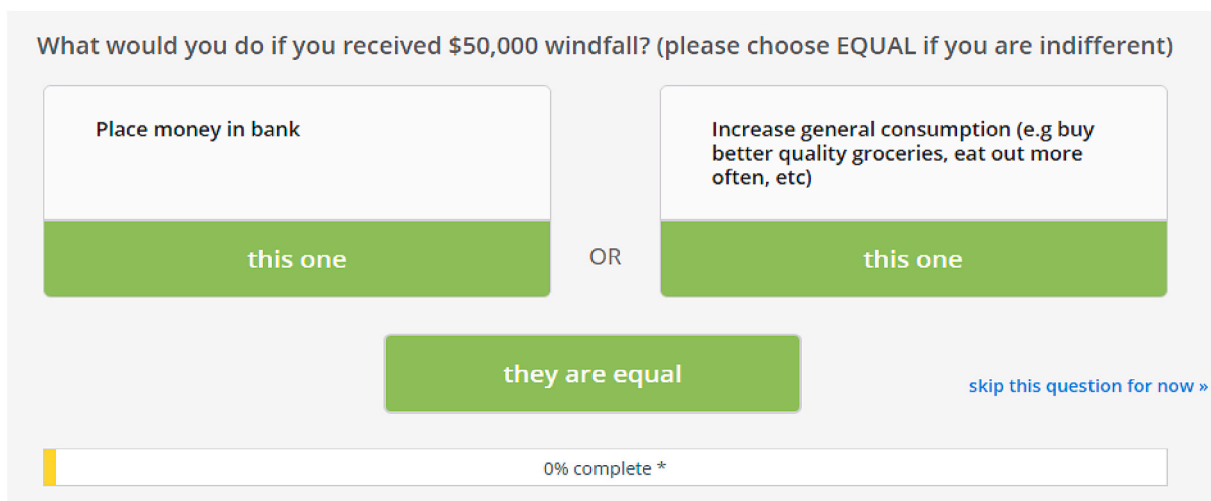 What would you do if you received $50,000 windfall? (please choose EQUAL if you are indifferent)
Place money in bank
Increase general consumption (e.g buy
better quality groceries, eat out more
often, etc)
this one
OR
this one
they are equal
skip this question for now »
0% complete *